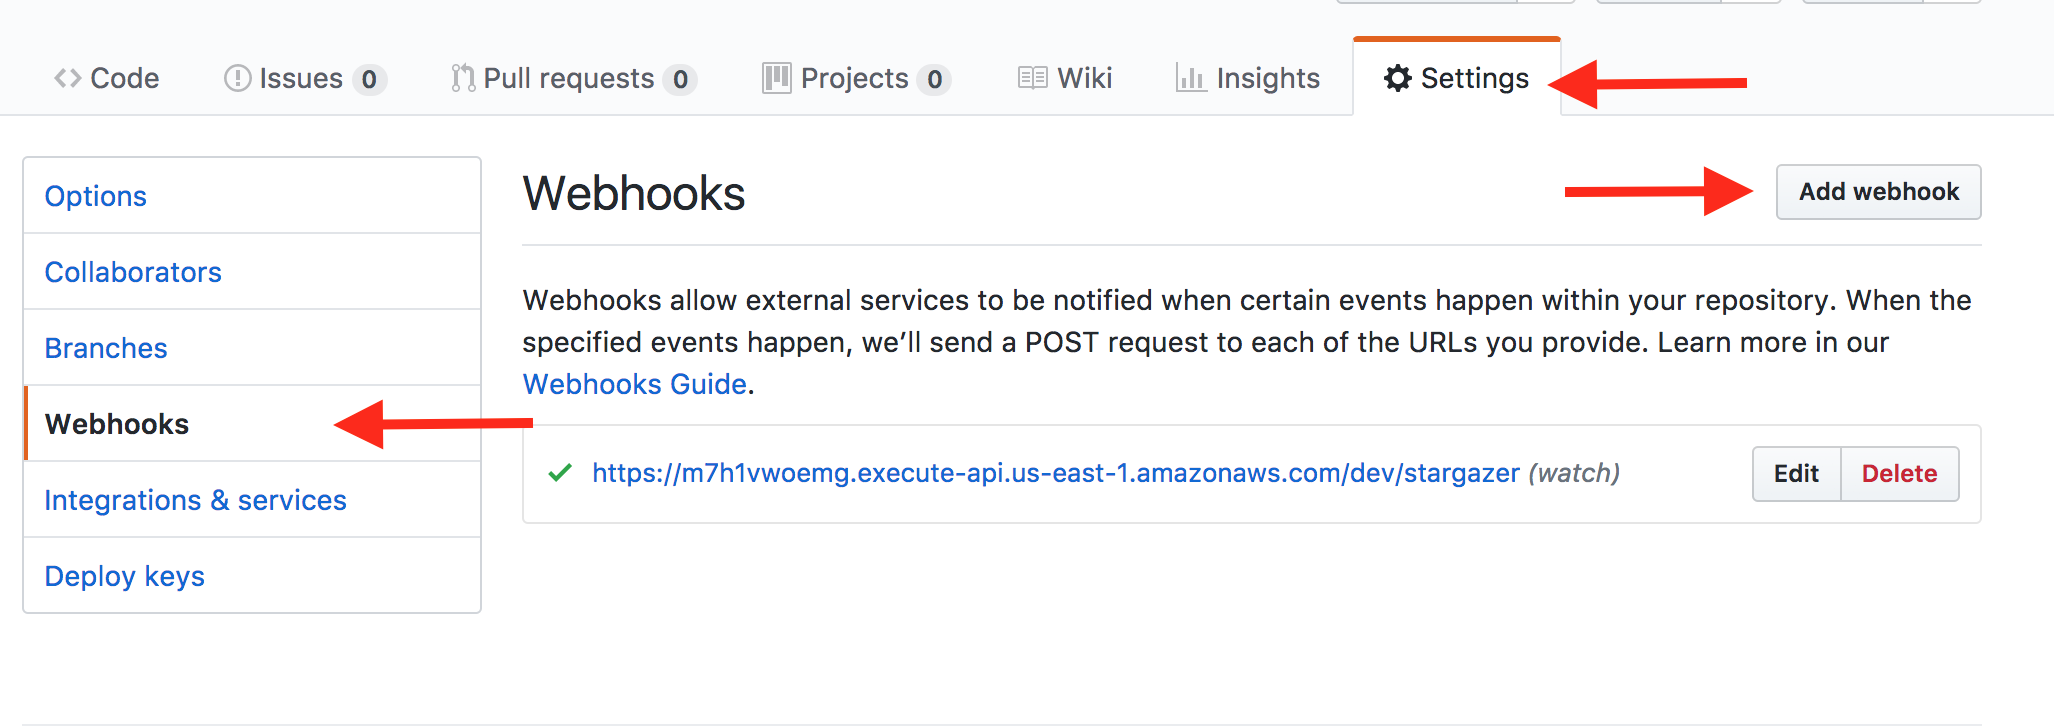 Code Issues 0 Pull requests 0 Projects 0 Wiki Insights Settings
Options
Collaborators
Branches
Webhooks
Integrations & services
Deploy keys
Webhooks
Add webhook
Webhooks allow external services to be notified when certain events happen within your repository. When the
specified events happen, we’ll send a POST request to each of the URLs you provide. Learn more in our
Webhooks Guide.
https://m7h1vwoemg.execute-api.us-east-1.amazonaws.com/dev/stargazer (watch)
Edit Delete